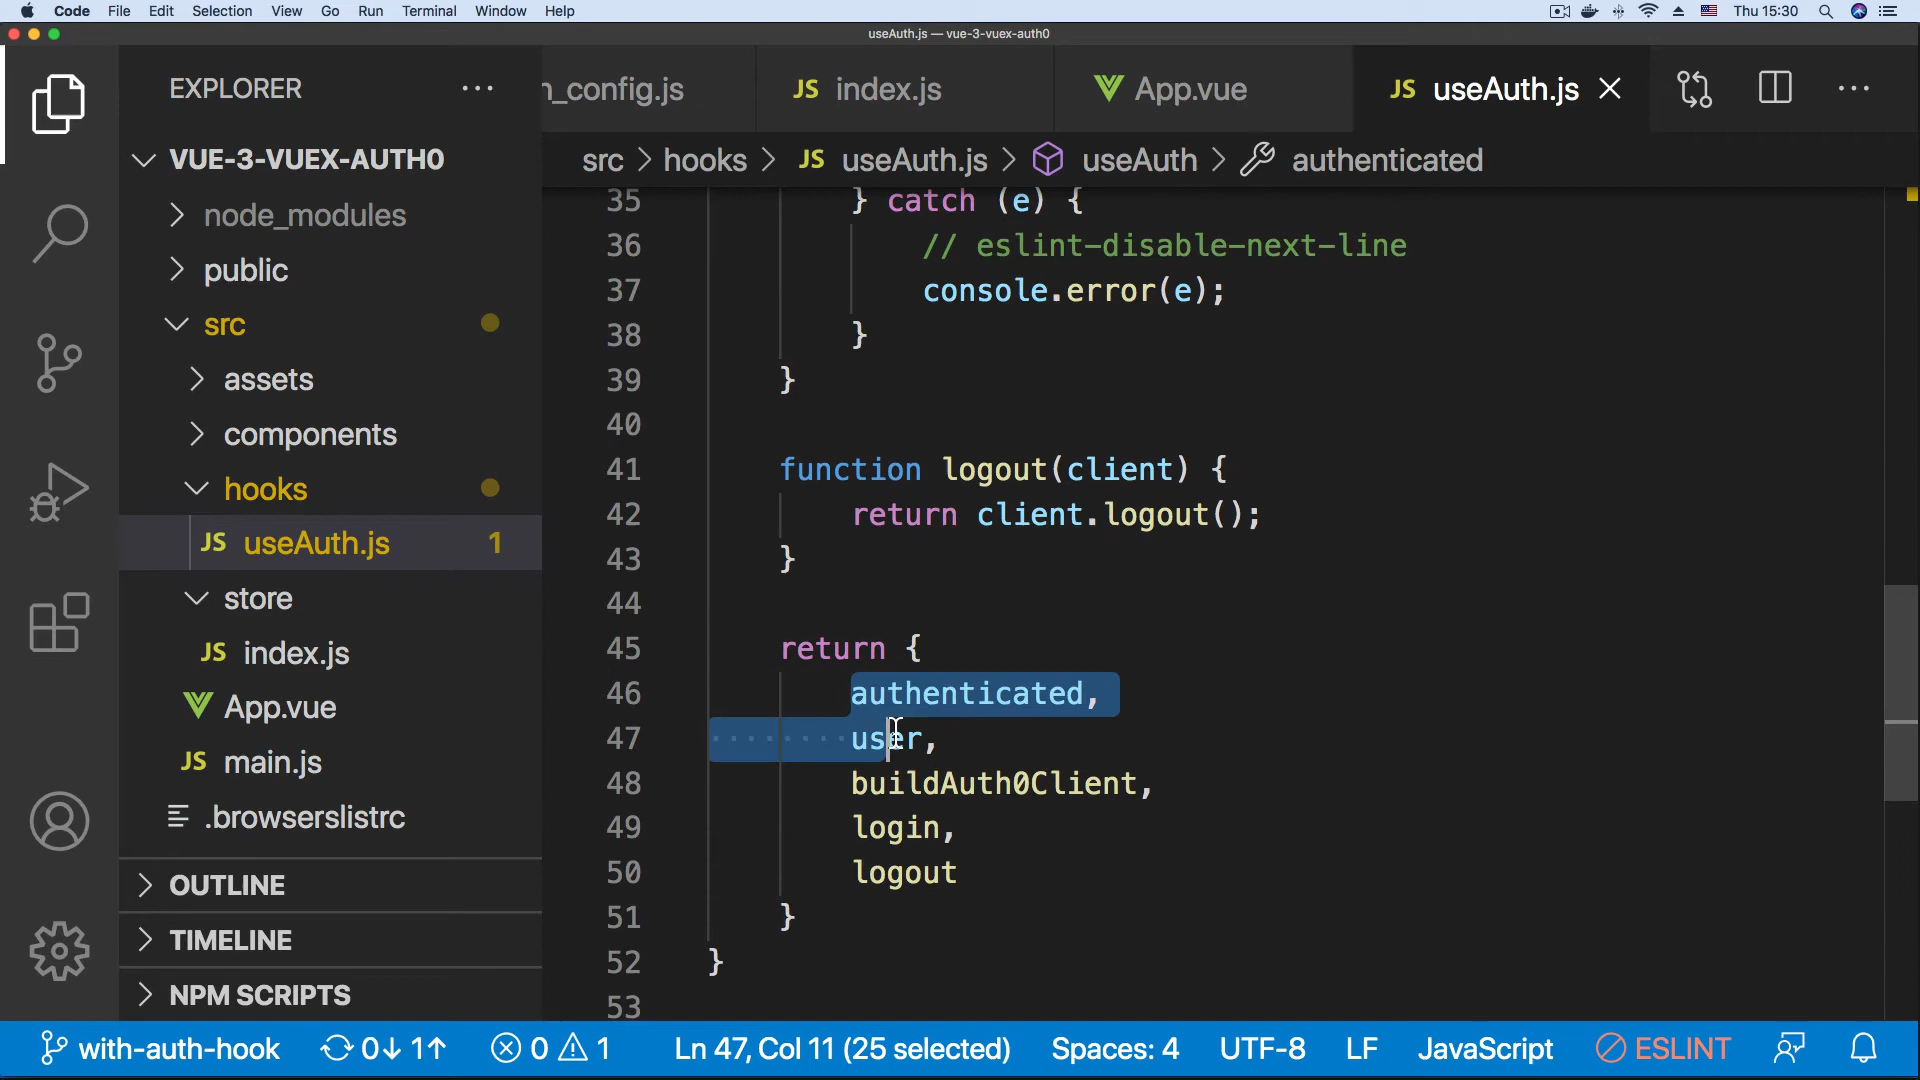 Code File Edit Selection View Go Run Terminal Window Help Thu 15:30
useAuth.js — vue-3-vuex-auth0
EXPLORER
n_config.js
JS index.js
App.vue
JS useAuth.js
VUE-3-VUEX-AUTH0
src > hooks > JS useAuth.js > useAuth > authenticated
node_modules
public
src
assets
components
hooks
JS useAuth.js 1
store
JS index.js
App.vue
JS main.js
.browserslistrc
OUTLINE
TIMELINE
NPM SCRIPTS
35 } catch (e) {
36 // eslint-disable-next-line
37 console.error(e);
38 }
39 }
40
41 function logout(client) {
42 return client.logout();
43 }
44
45 return {
46 authenticated,
47 user,
48 buildAuth0Client,
49 login,
50 logout
51 }
52 }
53
with-auth-hook 0↓ 1↑ 0 1 Ln 47, Col 11 (25 selected) Spaces: 4 UTF-8 LF JavaScript ESLINT